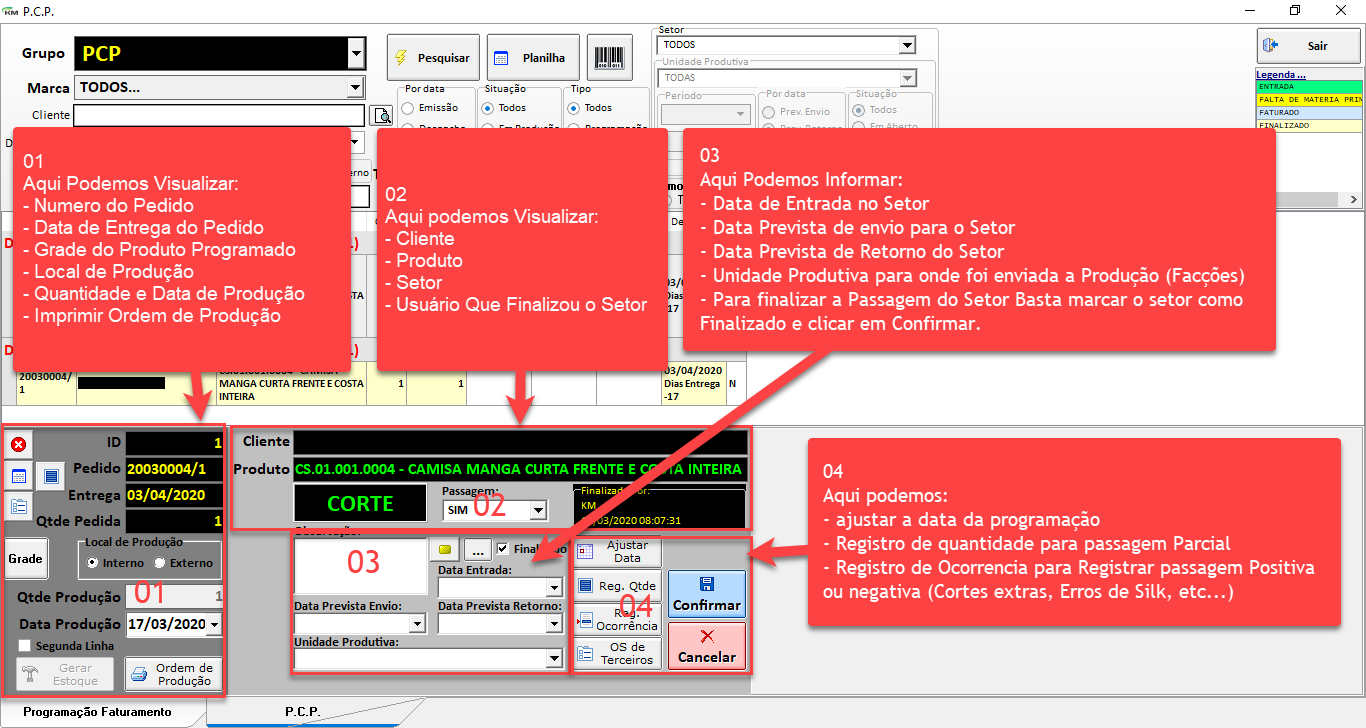 KM P.C.P.
Grupo PCP
Marca TODOS...
Cliente
Pesquisar
Planilha
Por data
Emissão
Situação
Todos
Tipo
Todos
Setor
TODOS
Unidade Produtiva
TODAS
Período
Por data
Prev. Envio
Situação
Todos
Em Aberto
Sair
Legenda ...
ENTRADA
FALTA DE MATERIA PRIM
FATURADO
FINALIZADO
01
Aqui Podemos Visualizar:
- Numero do Pedido
- Data de Entrega do Pedido
- Grade do Produto Programado
- Local de Produção
- Quantidade e Data de Produção
- Imprimir Ordem de Produção
02
Aqui podemos Visualizar:
- Cliente
- Produto
- Setor
- Usuário Que Finalizou o Setor
03
Aqui Podemos Informar:
- Data de Entrada no Setor
- Data Prevista de envio para o Setor
- Data Prevista de Retorno do Setor
- Unidade Produtiva para onde foi enviada a Produção (Facções)
- Para finalizar a Passagem do Setor Basta marcar o setor como
Finalizado e clicar em Confirmar.
20030004/
1
MANGA CURTA FRENTE E COSTA
INTEIRA
1
1
03/04/2020
Dias Entrega
-17
N
ID 1
Pedido 20030004/1
Entrega 03/04/2020
Qtde Pedida 1
Grade
Local de Produção
Interno
Externo
Qtde Produção 1
01
Data Produção 17/03/2020
Segunda Linha
Gerar
Estoque
Ordem de
Produção
Cliente
Produto CS.01.001.0004 - CAMISA MANGA CURTA FRENTE E COSTA INTEIRA
CORTE
Passagem:
SIM
02
KM
/03/2020 08:07:31
03
...
Finalizado
Data Entrada:
Data Prevista Envio:
Data Prevista Retorno:
Unidade Produtiva:
Ajustar
Data
Reg. Qtde
04
Reg.
Ocorrência
OS de
Terceiros
Confirmar
Cancelar
04
Aqui podemos:
- ajustar a data da programação
- Registro de quantidade para passagem Parcial
- Registro de Ocorrencia para Registrar passagem Positiva
ou negativa (Cortes extras, Erros de Silk, etc...)
Programação Faturamento
P.C.P.